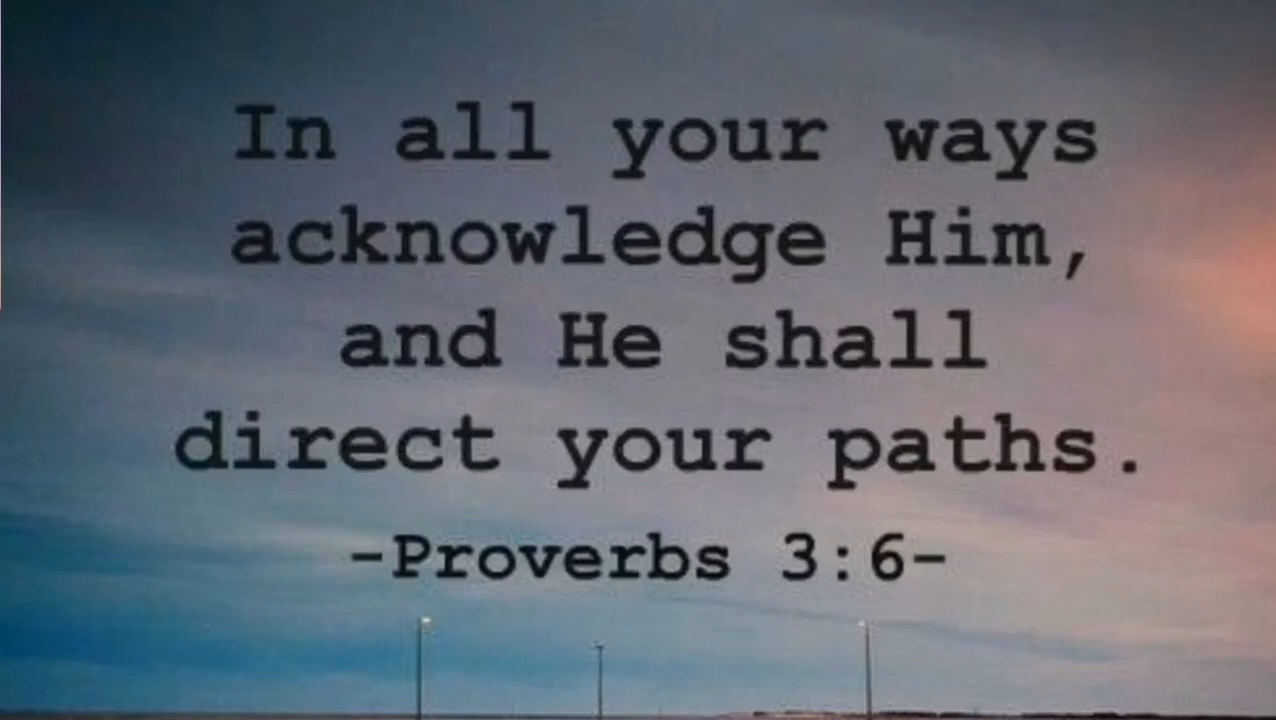 In all your ways
acknowledge Him,
and He shall
direct your paths.
-Proverbs 3:6-